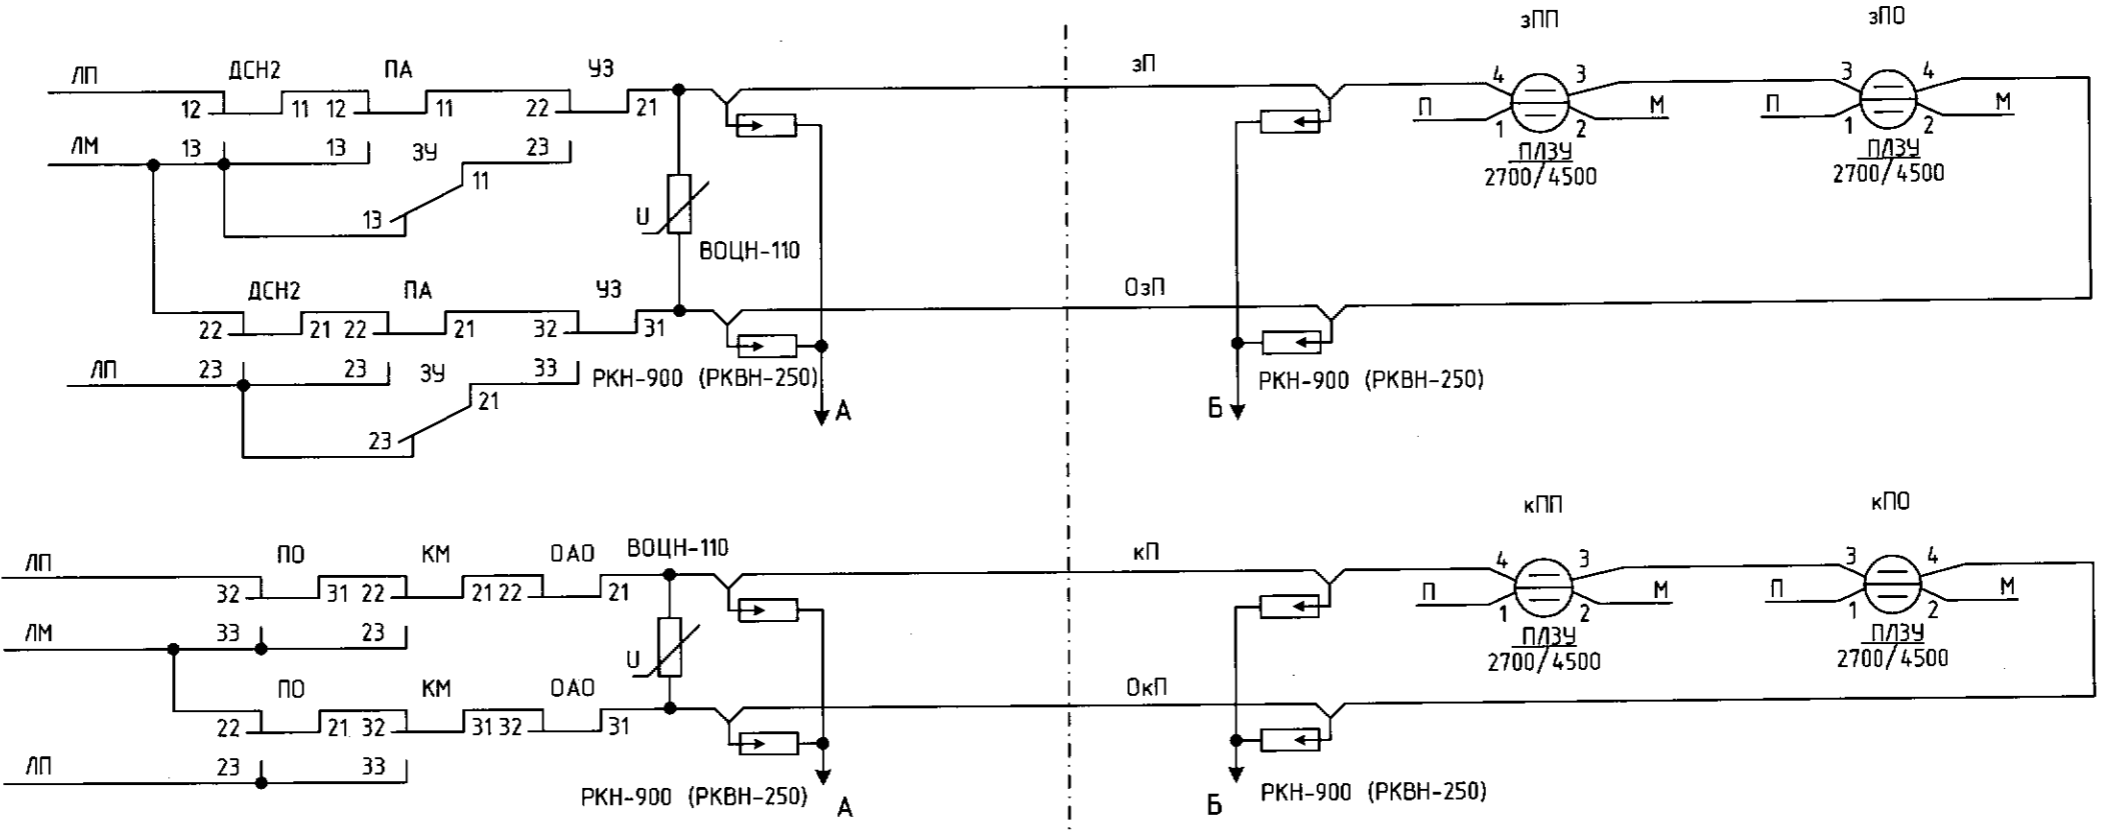 зПП зПО
ЛП ДСН2 ПА УЗ зП
12 11 12 11 22 21
4 3 3 4
П М П М
1 2 1 2
ЛМ 13 13 ЗУ 23
ПЛЗУ ПЛЗУ
2700/4500 2700/4500
11
13 U
ВОЦН-110
ДСН2 ПА УЗ ОзП
22 21 22 21 32 31
ЛП 23 23 ЗУ 33 РКН-900 (РКВН-250) РКН-900 (РКВН-250)
21 А Б
23
кПП кПО
ЛП ПО КМ ОАО ВОЦН-110 кП
4 3 3 4
32 31 22 21 22 21
П М П М
1 2 1 2
ЛМ 33 23
ПЛЗУ ПЛЗУ
U 2700/4500 2700/4500
ПО КМ ОАО ОкП
22 21 32 31 32 31
ЛП 23 33
РКН-900 (РКВН-250) А Б РКН-900 (РКВН-250)